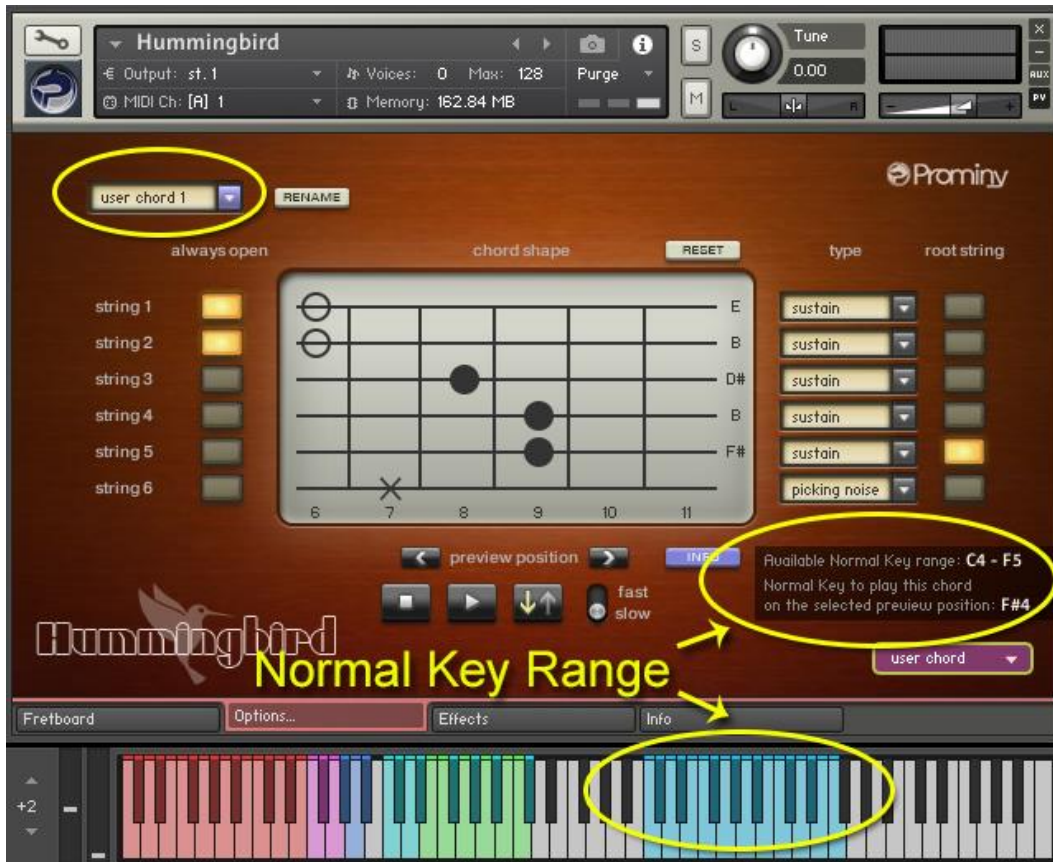 Hummingbird
Output: st.1
Voices: 0 Max: 128
Purge
MIDI Ch: [A] 1
Memory: 162.84 MB
S
M
Tune
0.00
L
R
-
+
X
-
AUX
PV
Prominy
user chord 1
RENAME
always open
chord shape
RESET
type
root string
string 1
E
sustain
string 2
B
sustain
string 3
D#
sustain
string 4
B
sustain
string 5
F#
sustain
string 6
picking noise
6 7 8 9 10 11
< preview position >
INFO
Available Normal Key range: C4 - F5
Normal Key to play this chord
on the selected preview position: F#4
fast
slow
Hummingbird
Normal Key Range
user chord
Fretboard
Options...
Effects
Info
+2